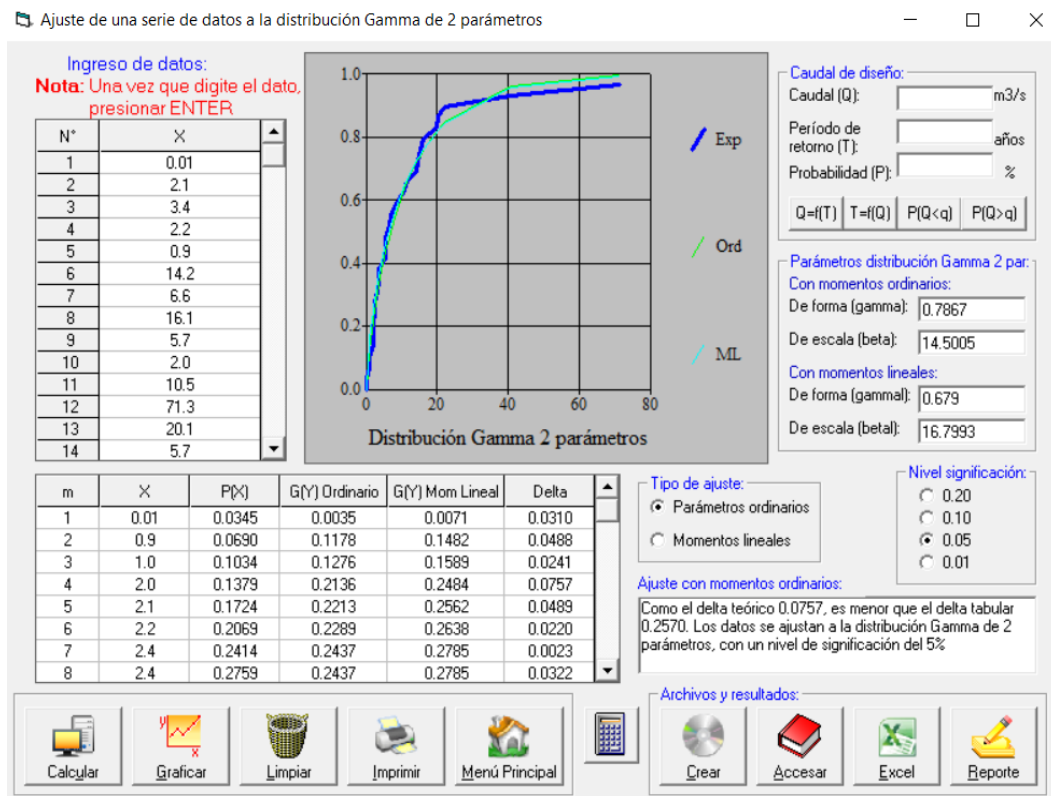 Ajuste de una serie de datos a la distribución Gamma de 2 parámetros
Ingreso de datos:
Nota: Una vez que digite el dato,
presionar ENTER
N° X
1 0.01
2 2.1
3 3.4
4 2.2
5 0.9
6 14.2
7 6.6
8 16.1
9 5.7
10 2.0
11 10.5
12 71.3
13 20.1
14 5.7
1.0
0.8
0.6
0.4
0.2
0.0
0 20 40 60 80
Distribución Gamma 2 parámetros
Exp
Ord
ML
Caudal de diseño:
Caudal (Q): m3/s
Período de
retorno (T): años
Probabilidad (P): %
Q=f(T) T=f(Q) P(Q<q) P(Q>q)
Parámetros distribución Gamma 2 par:
Con momentos ordinarios:
De forma (gamma): 0.7867
De escala (beta): 14.5005
Con momentos lineales:
De forma (gammal): 0.679
De escala (betal): 16.7993
m X P(X) G(Y) Ordinario G(Y) Mom Lineal Delta
1 0.01 0.0345 0.0035 0.0071 0.0310
2 0.9 0.0690 0.1178 0.1482 0.0488
3 1.0 0.1034 0.1276 0.1589 0.0241
4 2.0 0.1379 0.2136 0.2484 0.0757
5 2.1 0.1724 0.2213 0.2562 0.0489
6 2.2 0.2069 0.2289 0.2638 0.0220
7 2.4 0.2414 0.2437 0.2785 0.0023
8 2.4 0.2759 0.2437 0.2785 0.0322
Tipo de ajuste:
Parámetros ordinarios
Momentos lineales
Nivel significación:
0.20
0.10
0.05
0.01
Ajuste con momentos ordinarios:
Como el delta teórico 0.0757, es menor que el delta tabular
0.2570. Los datos se ajustan a la distribución Gamma de 2
parámetros, con un nivel de significación del 5%
Calcular
Graficar
Limpiar
Imprimir
Menú Principal
Archivos y resultados:
Crear
Accesar
Excel
Reporte